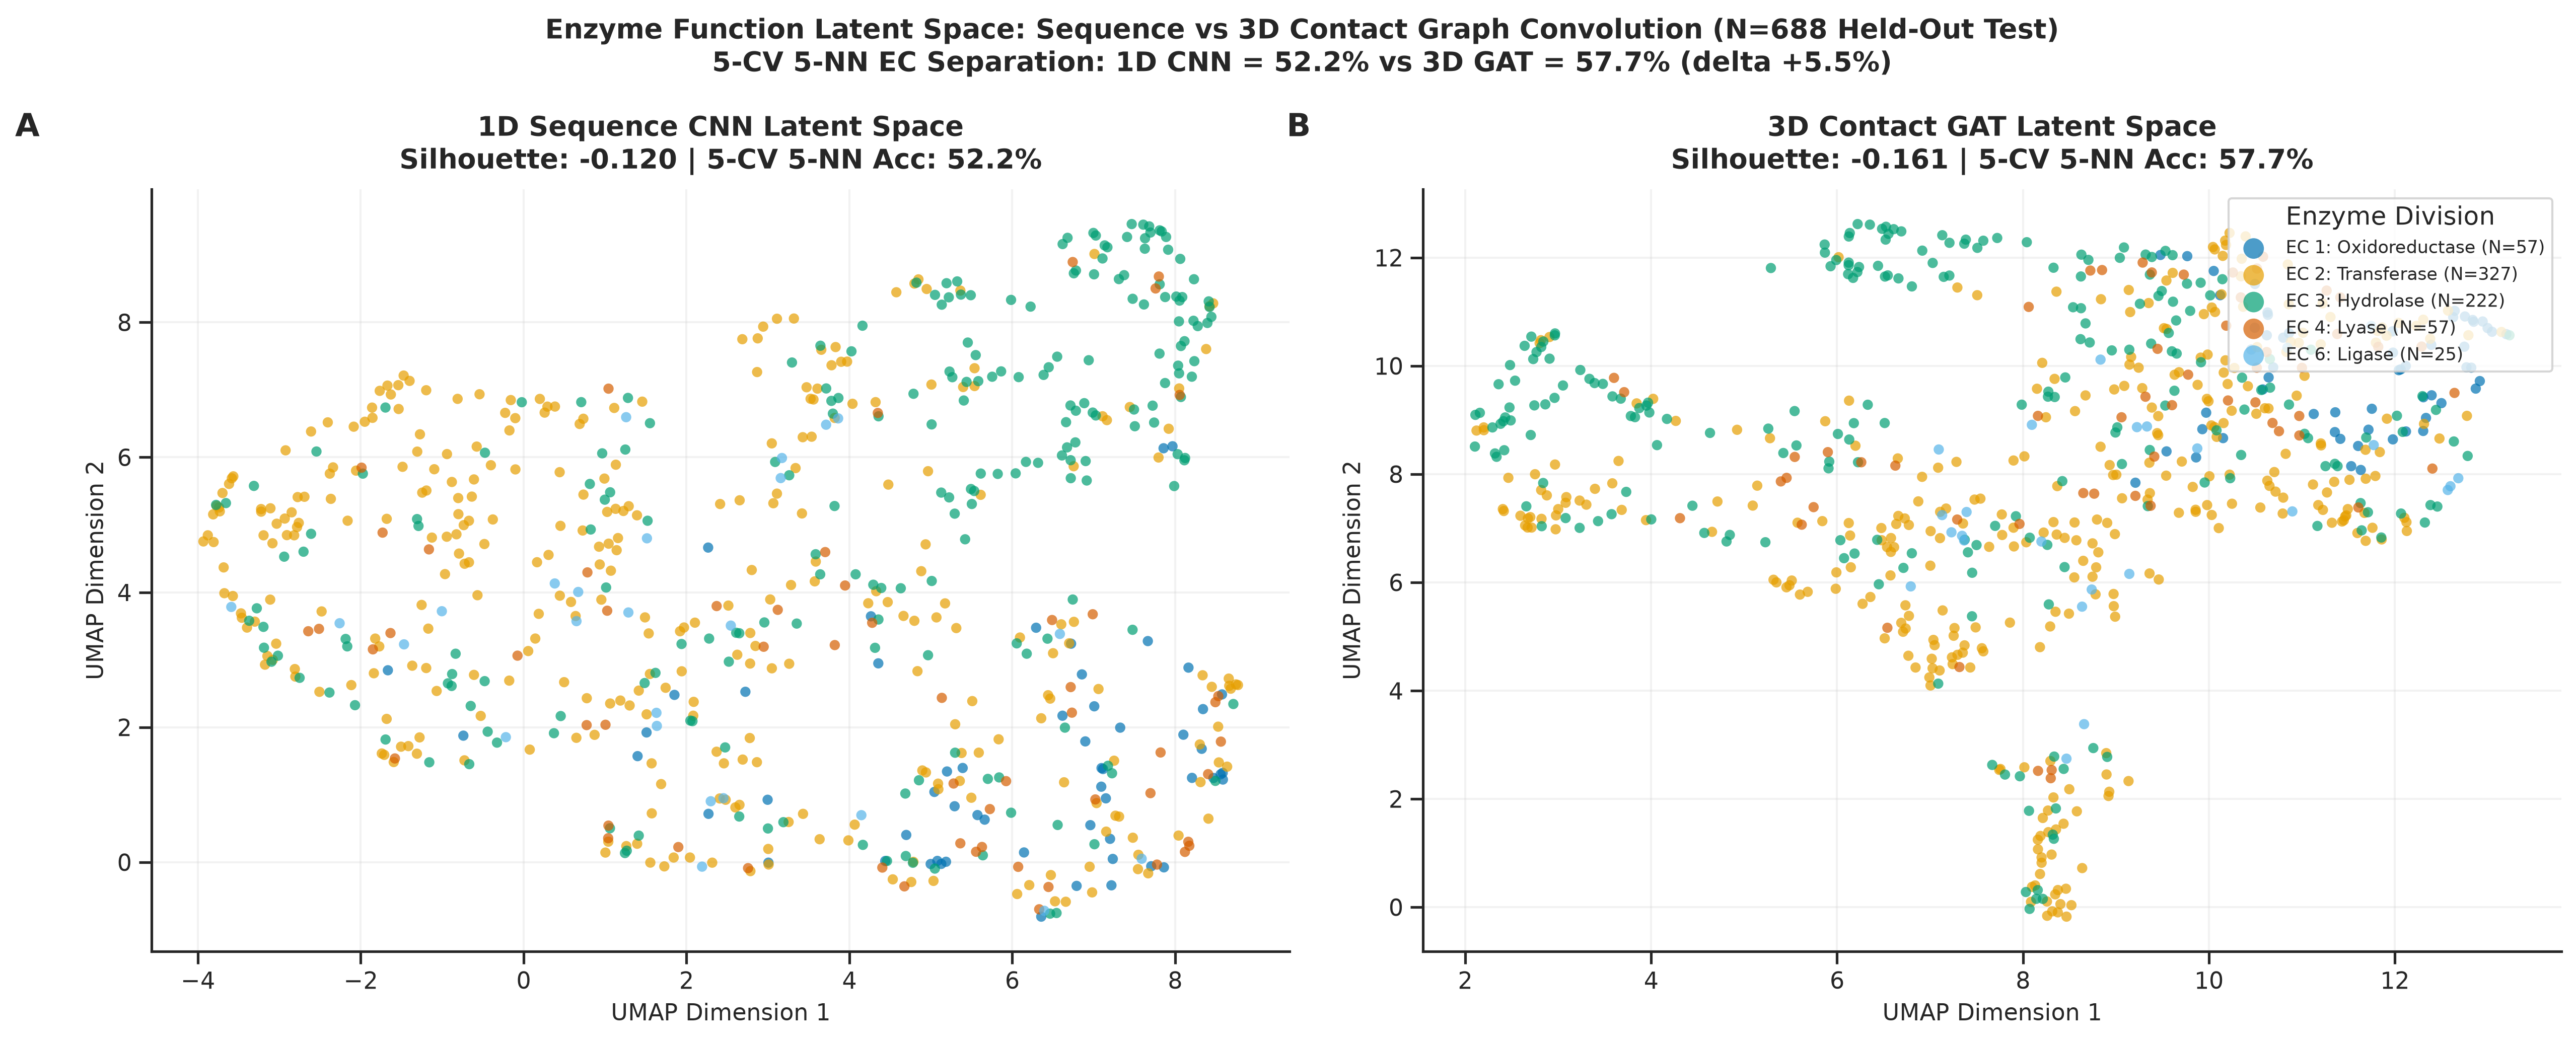 Enzyme Function Latent Space: Sequence vs 3D Contact Graph Convolution (N=688 Held-Out Test)
5-CV 5-NN EC Separation: 1D CNN = 52.2% vs 3D GAT = 57.7% (delta +5.5%)
A
1D Sequence CNN Latent Space
Silhouette: -0.120 | 5-CV 5-NN Acc: 52.2%
UMAP Dimension 2
8
6
4
2
0
−4
−2
0
2
4
6
8
UMAP Dimension 1
B
3D Contact GAT Latent Space
Silhouette: -0.161 | 5-CV 5-NN Acc: 57.7%
Enzyme Division
EC 1: Oxidoreductase (N=57)
EC 2: Transferase (N=327)
EC 3: Hydrolase (N=222)
EC 4: Lyase (N=57)
EC 6: Ligase (N=25)
UMAP Dimension 2
12
10
8
6
4
2
0
2
4
6
8
10
12
UMAP Dimension 1